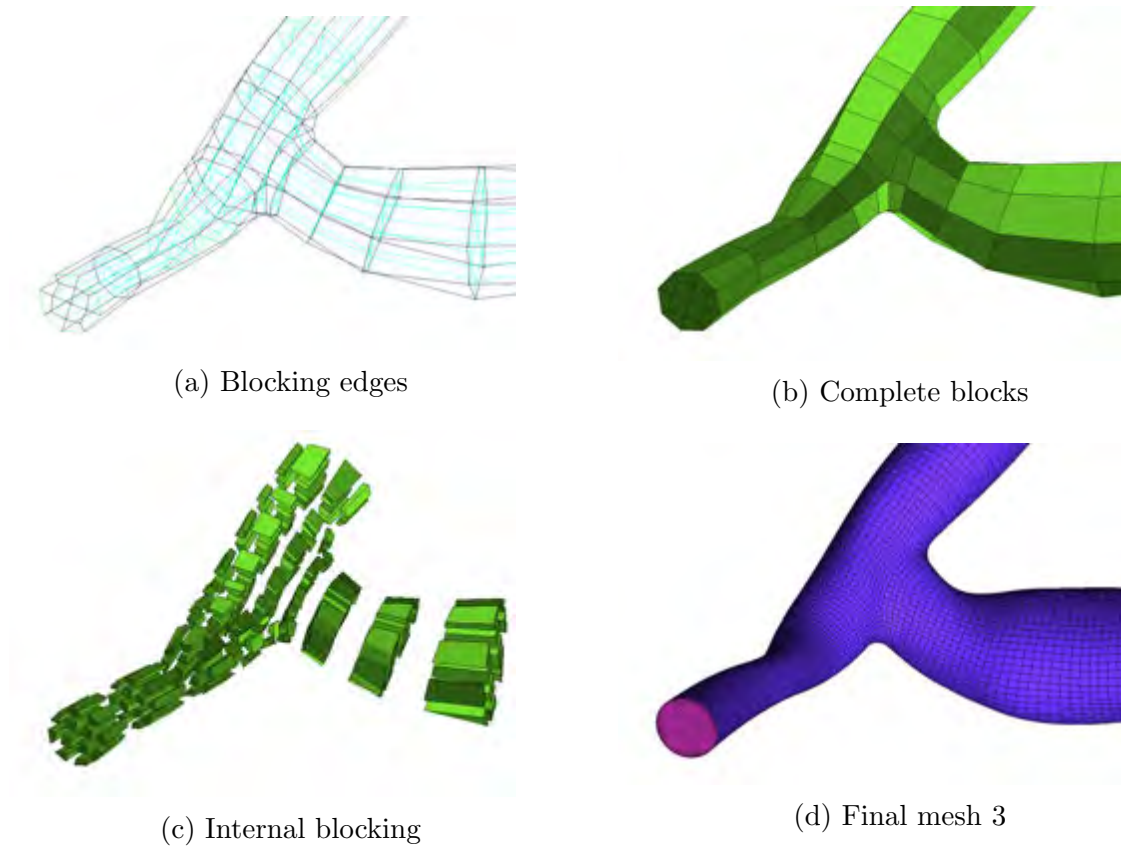 (a) Blocking edges
(b) Complete blocks
(c) Internal blocking
(d) Final mesh 3